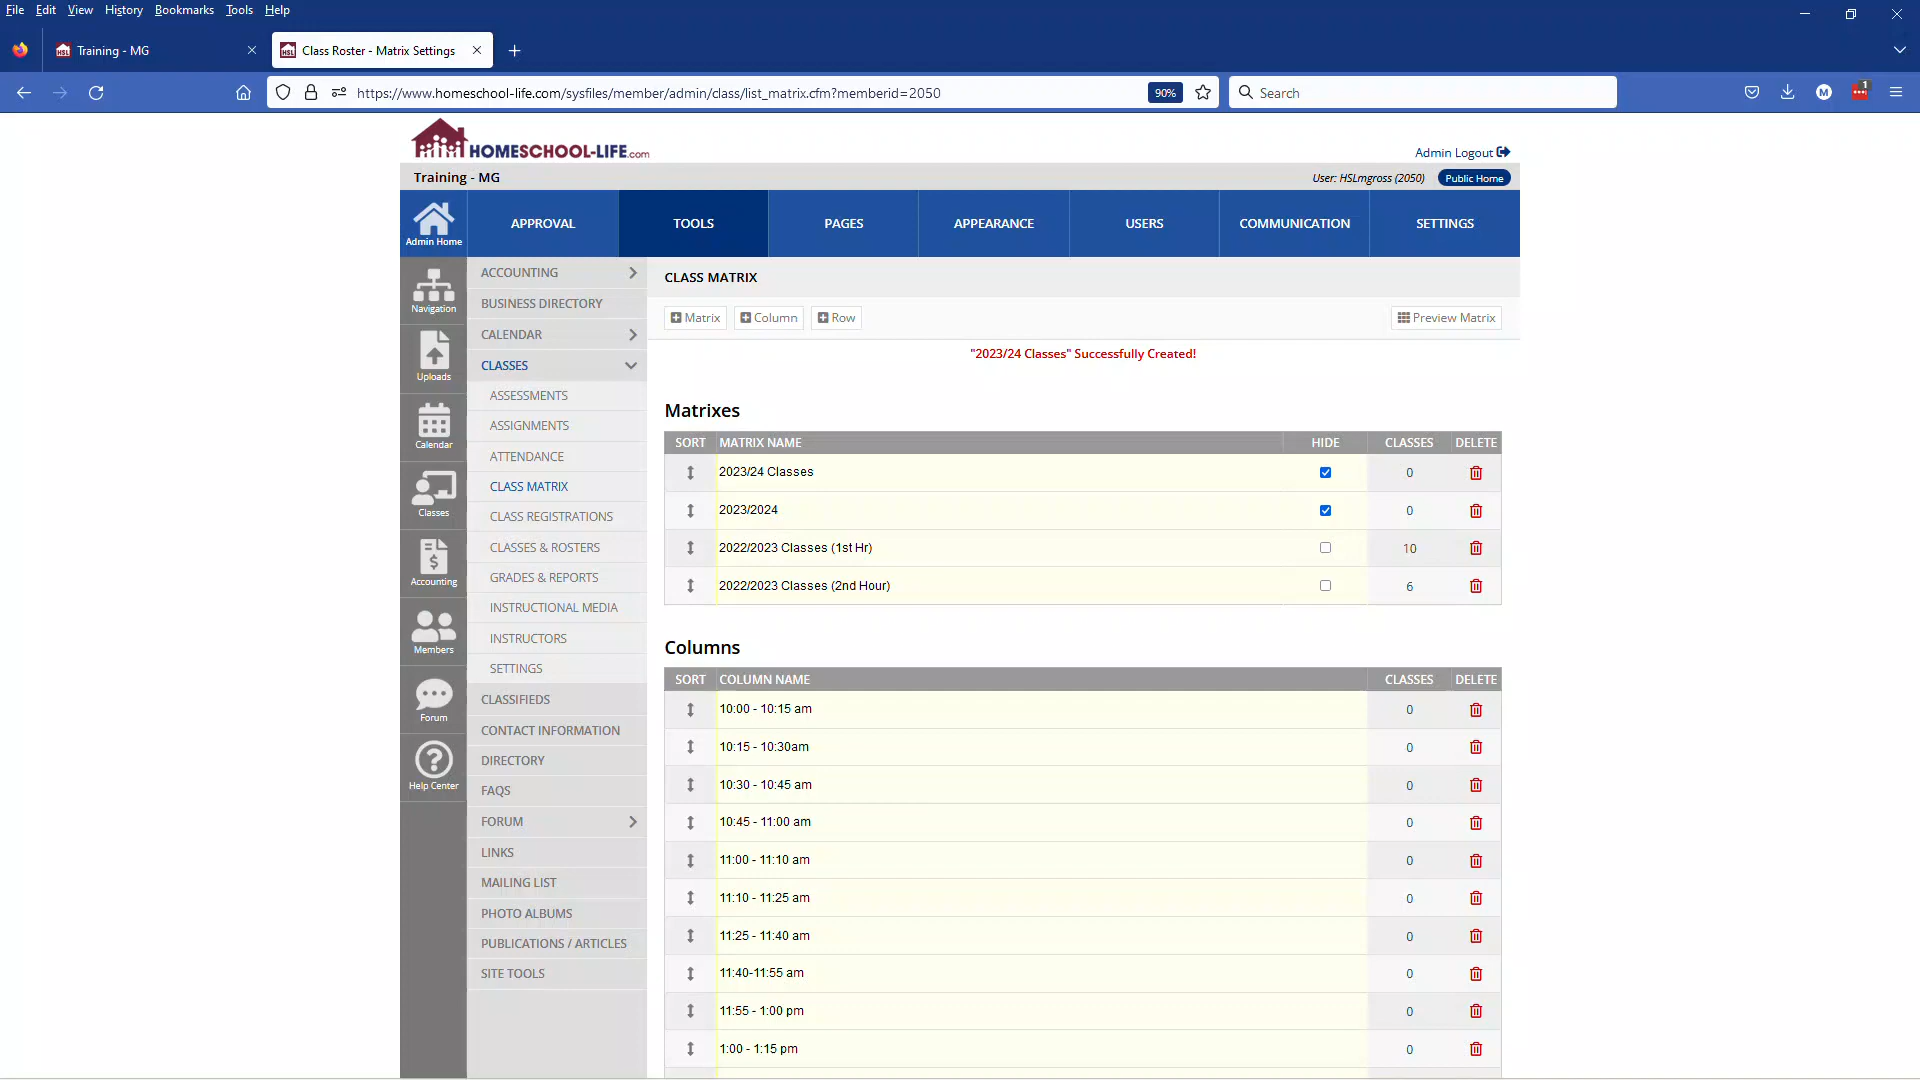 File Edit View History Bookmarks Tools Help
Training - MG
Class Roster - Matrix Settings
https://www.homeschool-life.com/sysfiles/member/admin/class/list_matrix.cfm?memberid=2050
90%
Search
M
1
HSL
HSL
HOMESCHOOL-LIFE.com
Admin Logout
Training - MG
User: HSLmgross (2050)
Public Home
Admin Home
APPROVAL
TOOLS
PAGES
APPEARANCE
USERS
COMMUNICATION
SETTINGS
Navigation
Uploads
Calendar
Classes
Accounting
Members
Forum
Help Center
ACCOUNTING
BUSINESS DIRECTORY
CALENDAR
CLASSES
ASSESSMENTS
ASSIGNMENTS
ATTENDANCE
CLASS MATRIX
CLASS REGISTRATIONS
CLASSES & ROSTERS
GRADES & REPORTS
INSTRUCTIONAL MEDIA
INSTRUCTORS
SETTINGS
CLASSIFIEDS
CONTACT INFORMATION
DIRECTORY
FAQS
FORUM
LINKS
MAILING LIST
PHOTO ALBUMS
PUBLICATIONS / ARTICLES
SITE TOOLS
CLASS MATRIX
Matrix
Column
Row
Preview Matrix
"2023/24 Classes" Successfully Created!
Matrixes
SORT MATRIX NAME HIDE CLASSES DELETE
2023/24 Classes 0
2023/2024 0
2022/2023 Classes (1st Hr) 10
2022/2023 Classes (2nd Hour) 6
Columns
SORT COLUMN NAME CLASSES DELETE
10:00 - 10:15 am 0
10:15 - 10:30am 0
10:30 - 10:45 am 0
10:45 - 11:00 am 0
11:00 - 11:10 am 0
11:10 - 11:25 am 0
11:25 - 11:40 am 0
11:40-11:55 am 0
11:55 - 1:00 pm 0
1:00 - 1:15 pm 0